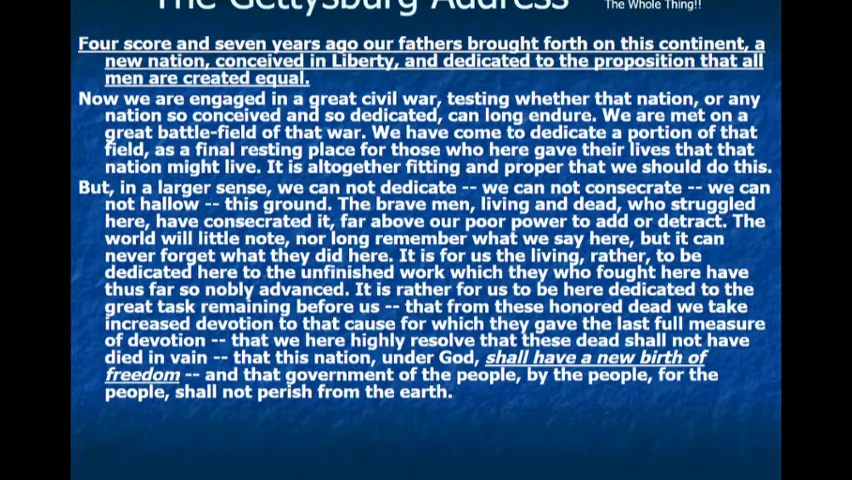 The Gettysburg Address The Whole Thing!!
Four score and seven years ago our fathers brought forth on this continent, a
new nation, conceived in Liberty, and dedicated to the proposition that all
men are created equal.
Now we are engaged in a great civil war, testing whether that nation, or any
nation so conceived and so dedicated, can long endure. We are met on a
great battle-field of that war. We have come to dedicate a portion of that
field, as a final resting place for those who here gave their lives that that
nation might live. It is altogether fitting and proper that we should do this.
But, in a larger sense, we can not dedicate -- we can not consecrate -- we can
not hallow -- this ground. The brave men, living and dead, who struggled
here, have consecrated it, far above our poor power to add or detract. The
world will little note, nor long remember what we say here, but it can
never forget what they did here. It is for us the living, rather, to be
dedicated here to the unfinished work which they who fought here have
thus far so nobly advanced. It is rather for us to be here dedicated to the
great task remaining before us -- that from these honored dead we take
increased devotion to that cause for which they gave the last full measure
of devotion -- that we here highly resolve that these dead shall not have
died in vain -- that this nation, under God, shall have a new birth of
freedom -- and that government of the people, by the people, for the
people, shall not perish from the earth.